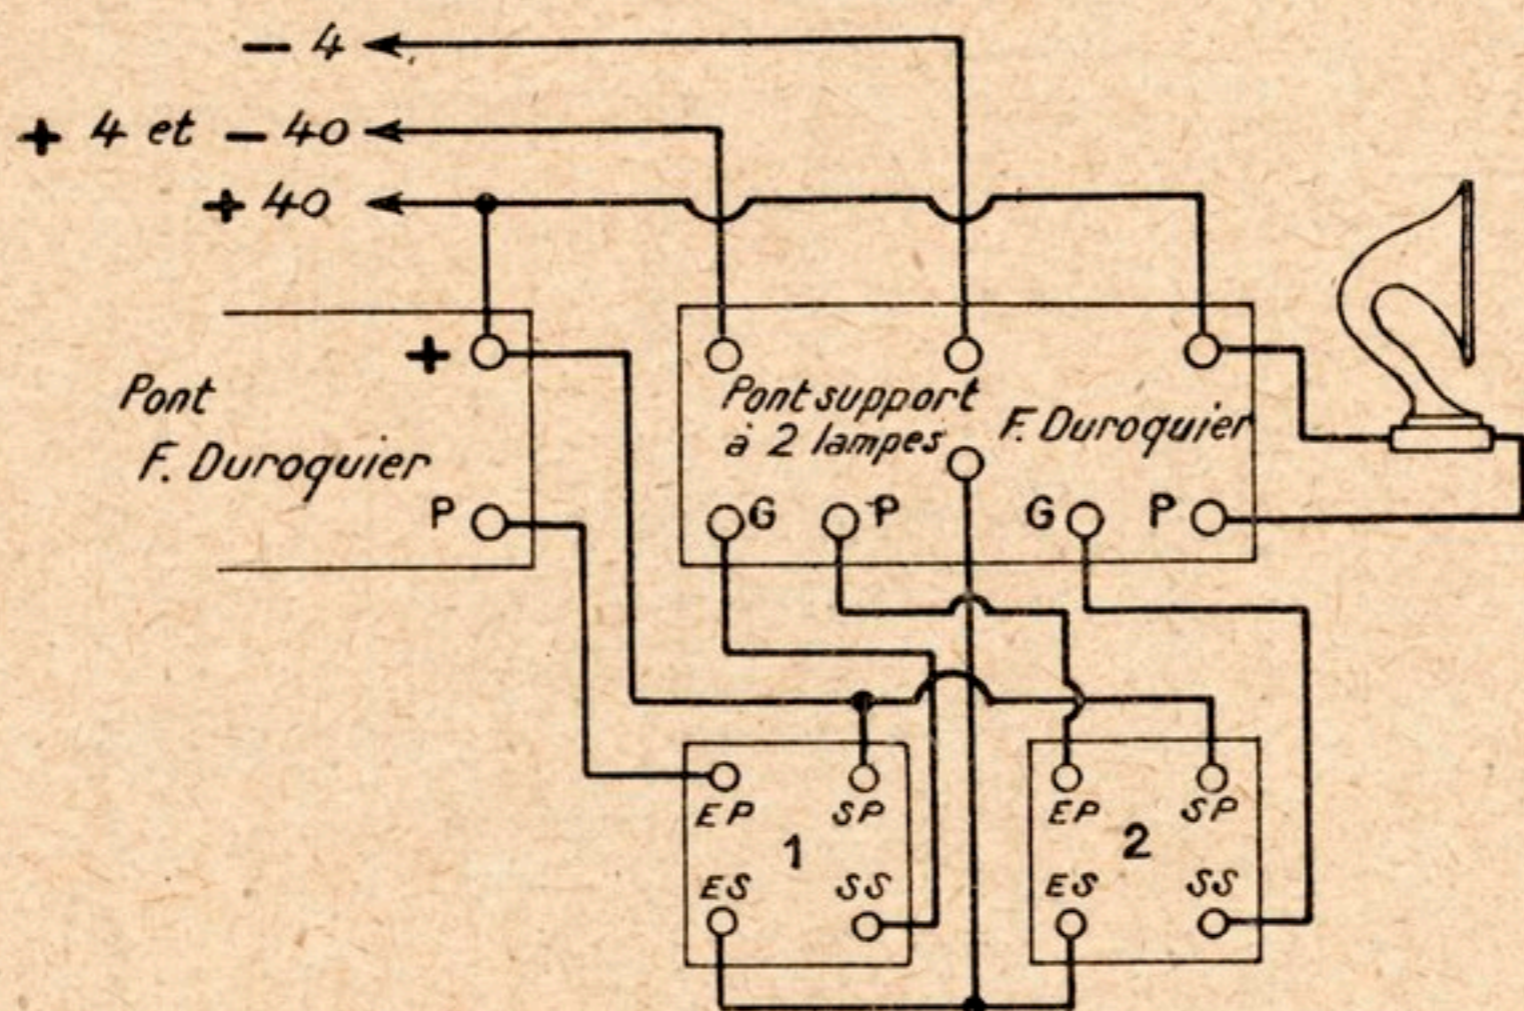 − 4
+ 4 et − 40
+ 40
+
Pont
F. Duroquier
P
Pont support
à 2 lampes
F. Duroquier
G
P
G
P
EP
SP
1
ES
SS
EP
SP
2
ES
SS